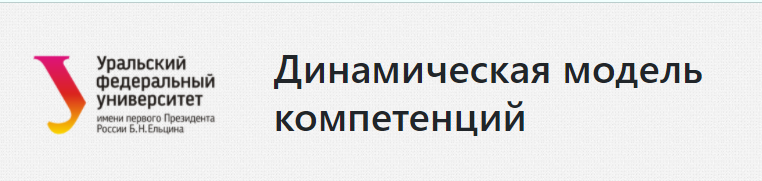 Уральский
федеральный
университет
имени первого Президента
России Б.Н.Ельцина
Динамическая модель
компетенций